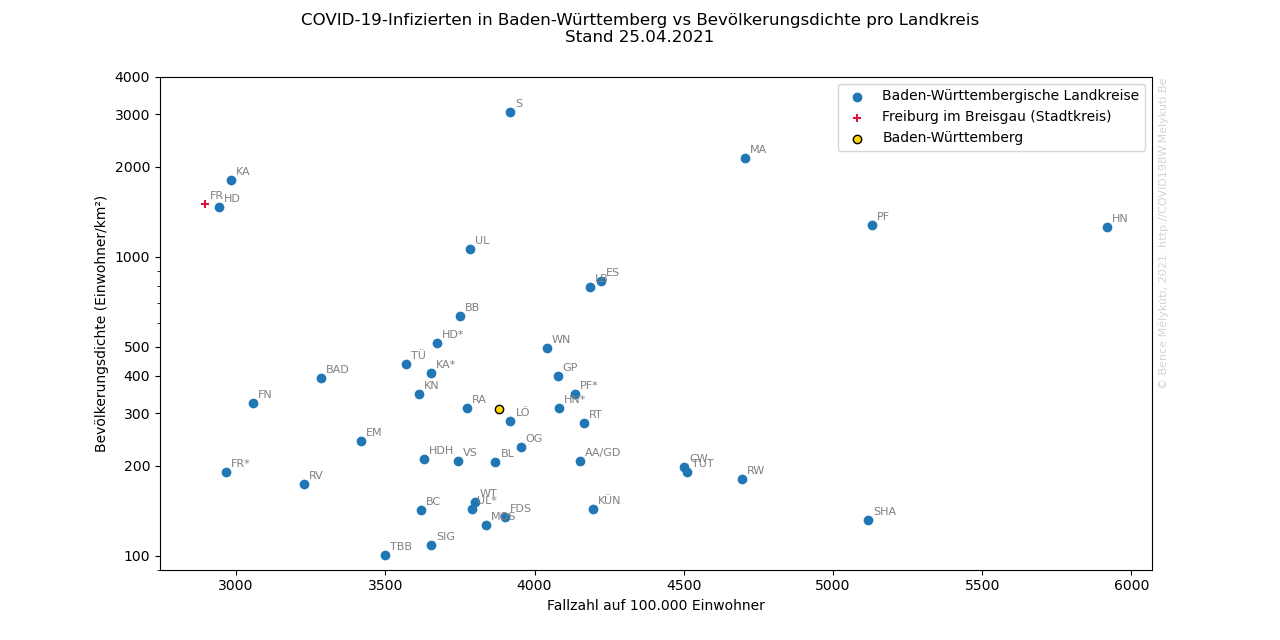 COVID-19-Infizierten in Baden-Württemberg vs Bevölkerungsdichte pro Landkreis
Stand 25.04.2021
Baden-Württembergische Landkreise
Freiburg im Breisgau (Stadtkreis)
Baden-Württemberg
© Bence Mélykúti, 2021. http://COVID19BW.Melykuti.Be
Bevölkerungsdichte (Einwohner/km²)
4000
3000
2000
1000
500
400
300
200
100
S
MA
KA
FR
HD
PF
HN
UL
ES
LB
BB
HD*
WN
TÜ
KA*
GP
BAD
KN
PF*
FN
RA
HN*
LÖ
RT
EM
OG
HDH
VS
BL
AA/GD
CW
TUT
FR*
RV
RW
WT
UL*
BC
KÜN
FDS
MOS
SHA
SIG
TBB
3000
3500
4000
4500
5000
5500
6000
Fallzahl auf 100.000 Einwohner